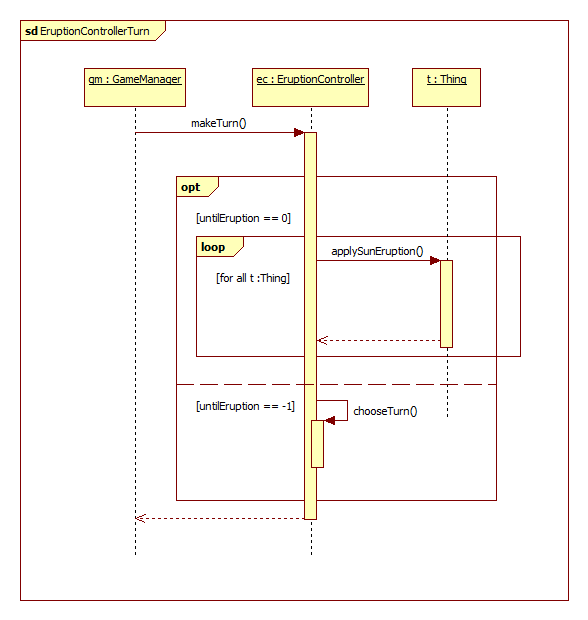 sd EruptionControllerTurn
gm : GameManager
ec : EruptionController
t : Thing
makeTurn()
opt
[untilEruption == 0]
loop
applySunEruption()
[for all t :Thing]
[untilEruption == -1]
chooseTurn()